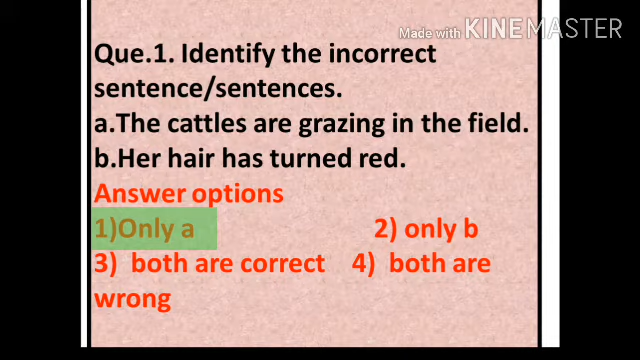 Made with KINEMASTER
Que.1. Identify the incorrect
sentence/sentences.
a.The cattles are grazing in the field.
b.Her hair has turned red.
Answer options
1)Only a 2) only b
3) both are correct 4) both are
wrong